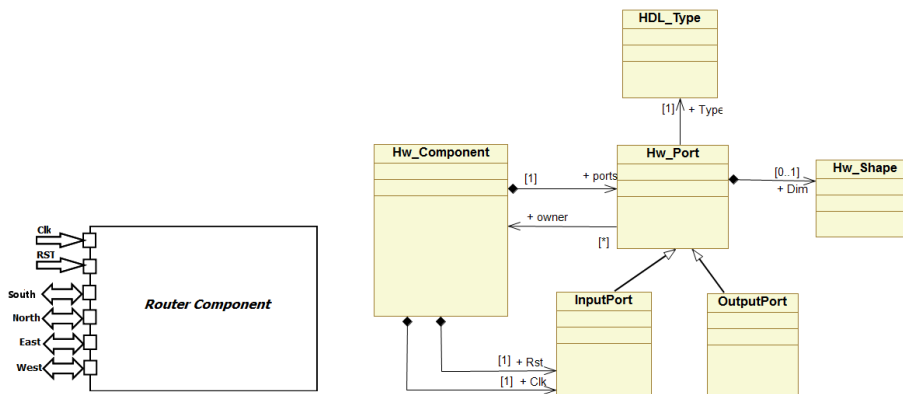 HDL_Type
[1]
+ Type
Hw_Component
Hw_Port
Hw_Shape
[1]
+ ports
[0..1]
+ Dim
+ owner
[*]
Clk
RST
South
North
East
West
Router Component
InputPort
OutputPort
[1] + Rst
[1] + Clk